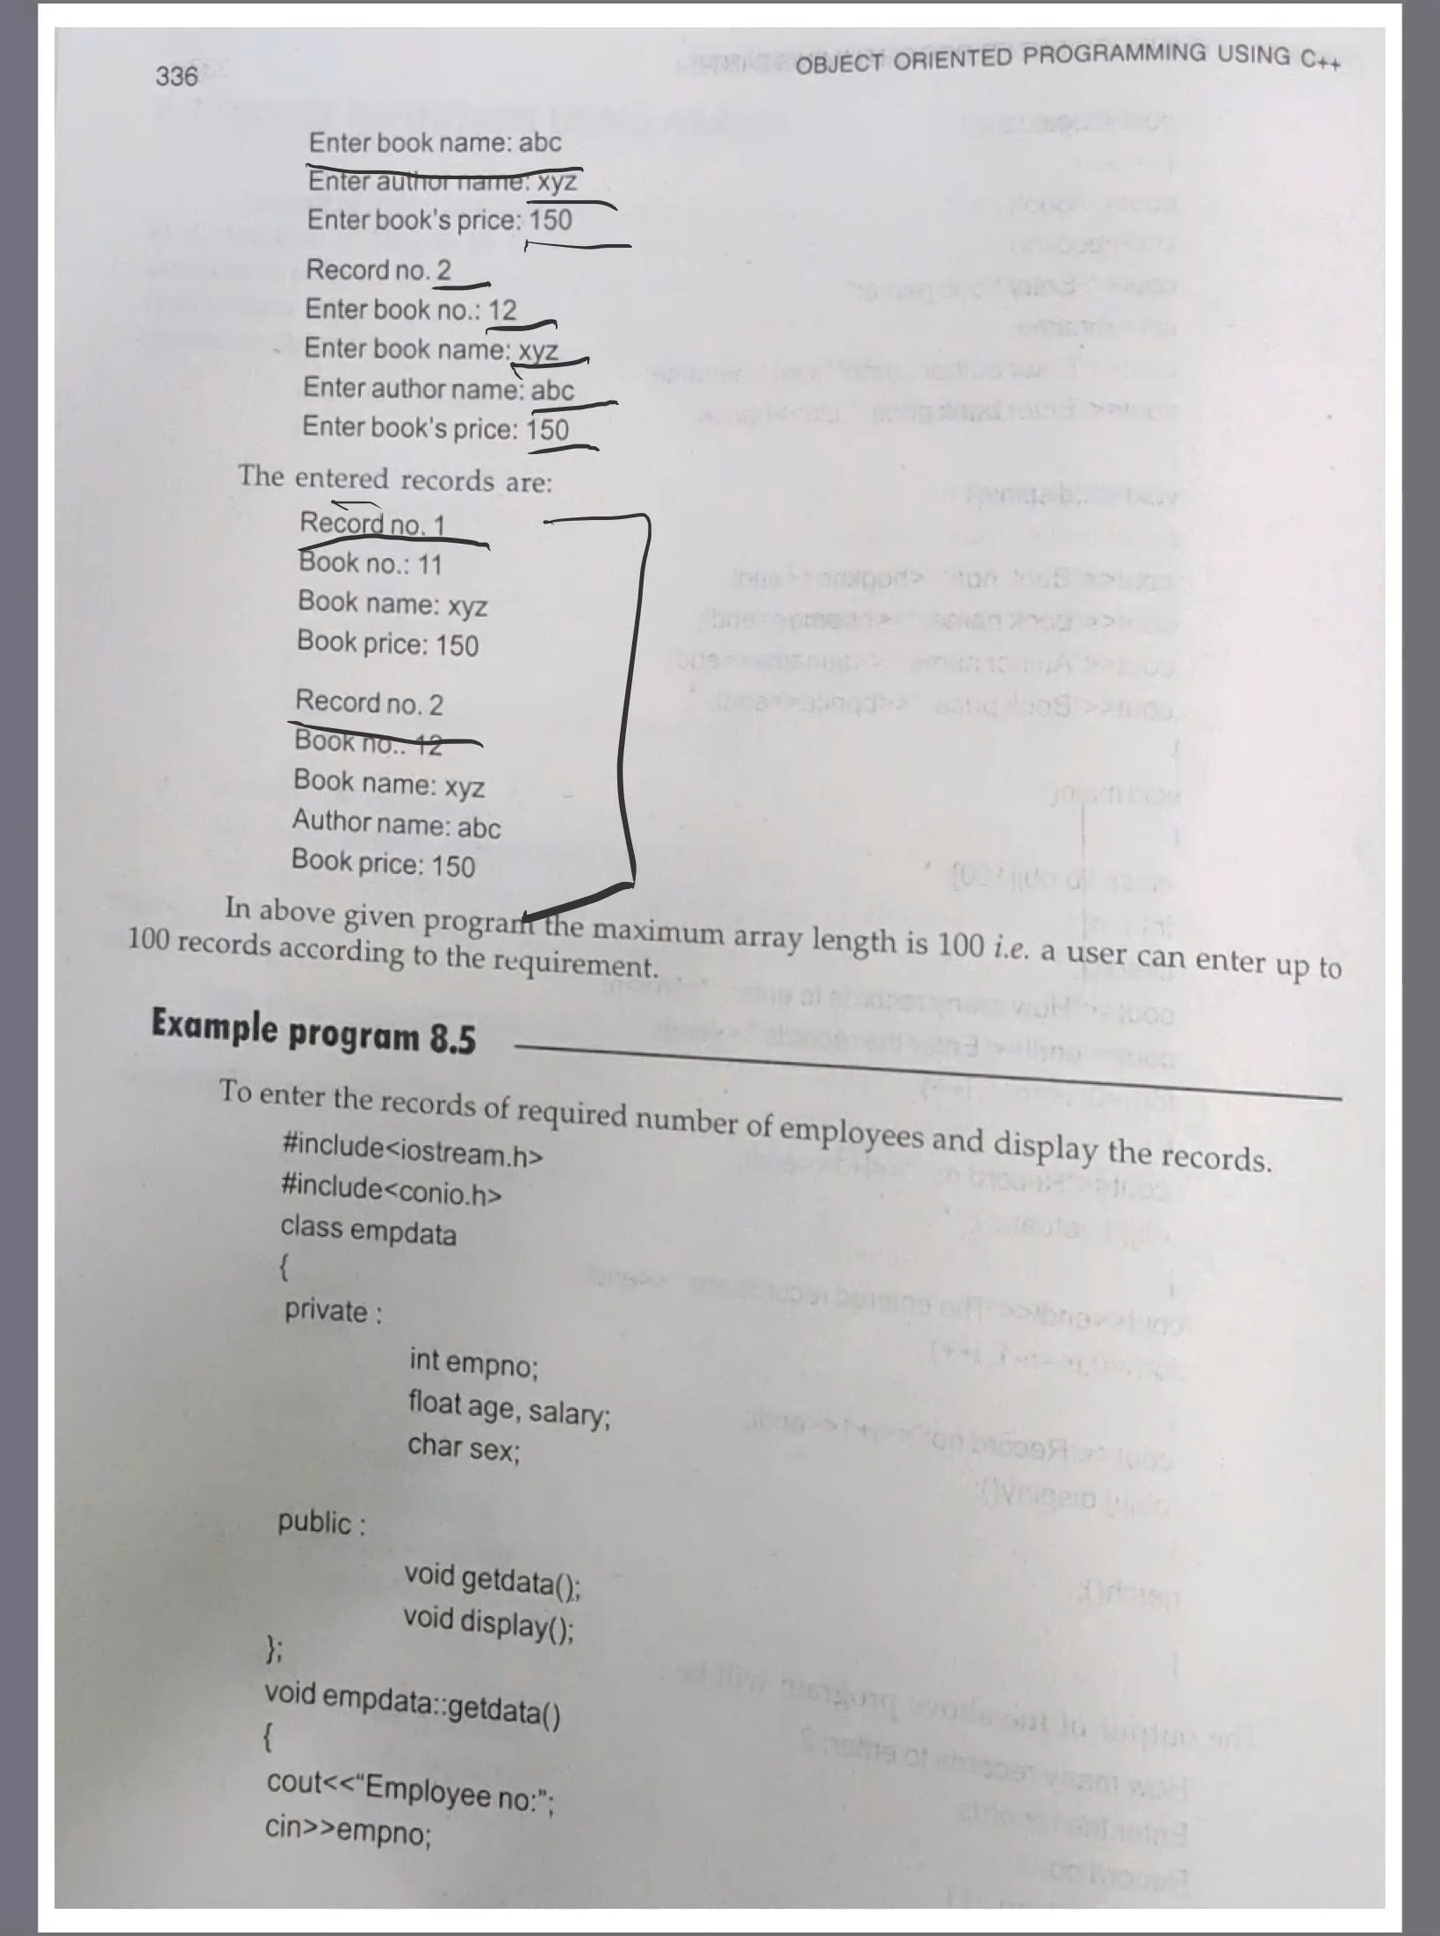 336
OBJECT ORIENTED PROGRAMMING USING C++
Enter book name: abc
Enter author name: xyz
Enter book's price: 150
Record no. 2
Enter book no.: 12
Enter book name: xyz
Enter author name: abc
Enter book's price: 150
The entered records are:
Record no. 1
Book no.: 11
Book name: xyz
Book price: 150
Record no. 2
Book no.: 12
Book name: xyz
Author name: abc
Book price: 150
In above given program the maximum array length is 100 i.e. a user can enter up to
100 records according to the requirement.
Example program 8.5
To enter the records of required number of employees and display the records.
#include<iostream.h>
#include<conio.h>
class empdata
{
private :
int empno;
float age, salary;
char sex;
public :
void getdata();
void display();
};
void empdata::getdata()
{
cout<<“Employee no:”;
cin>>empno;